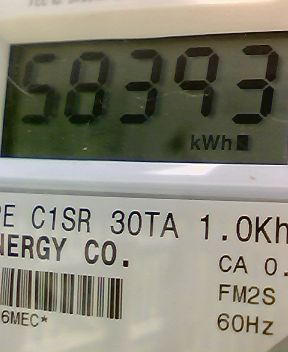 58393
kWh
PE C1SR 30TA 1.0Kh
NERGY CO.
CA 0.
FM2S
6MEC*
60Hz